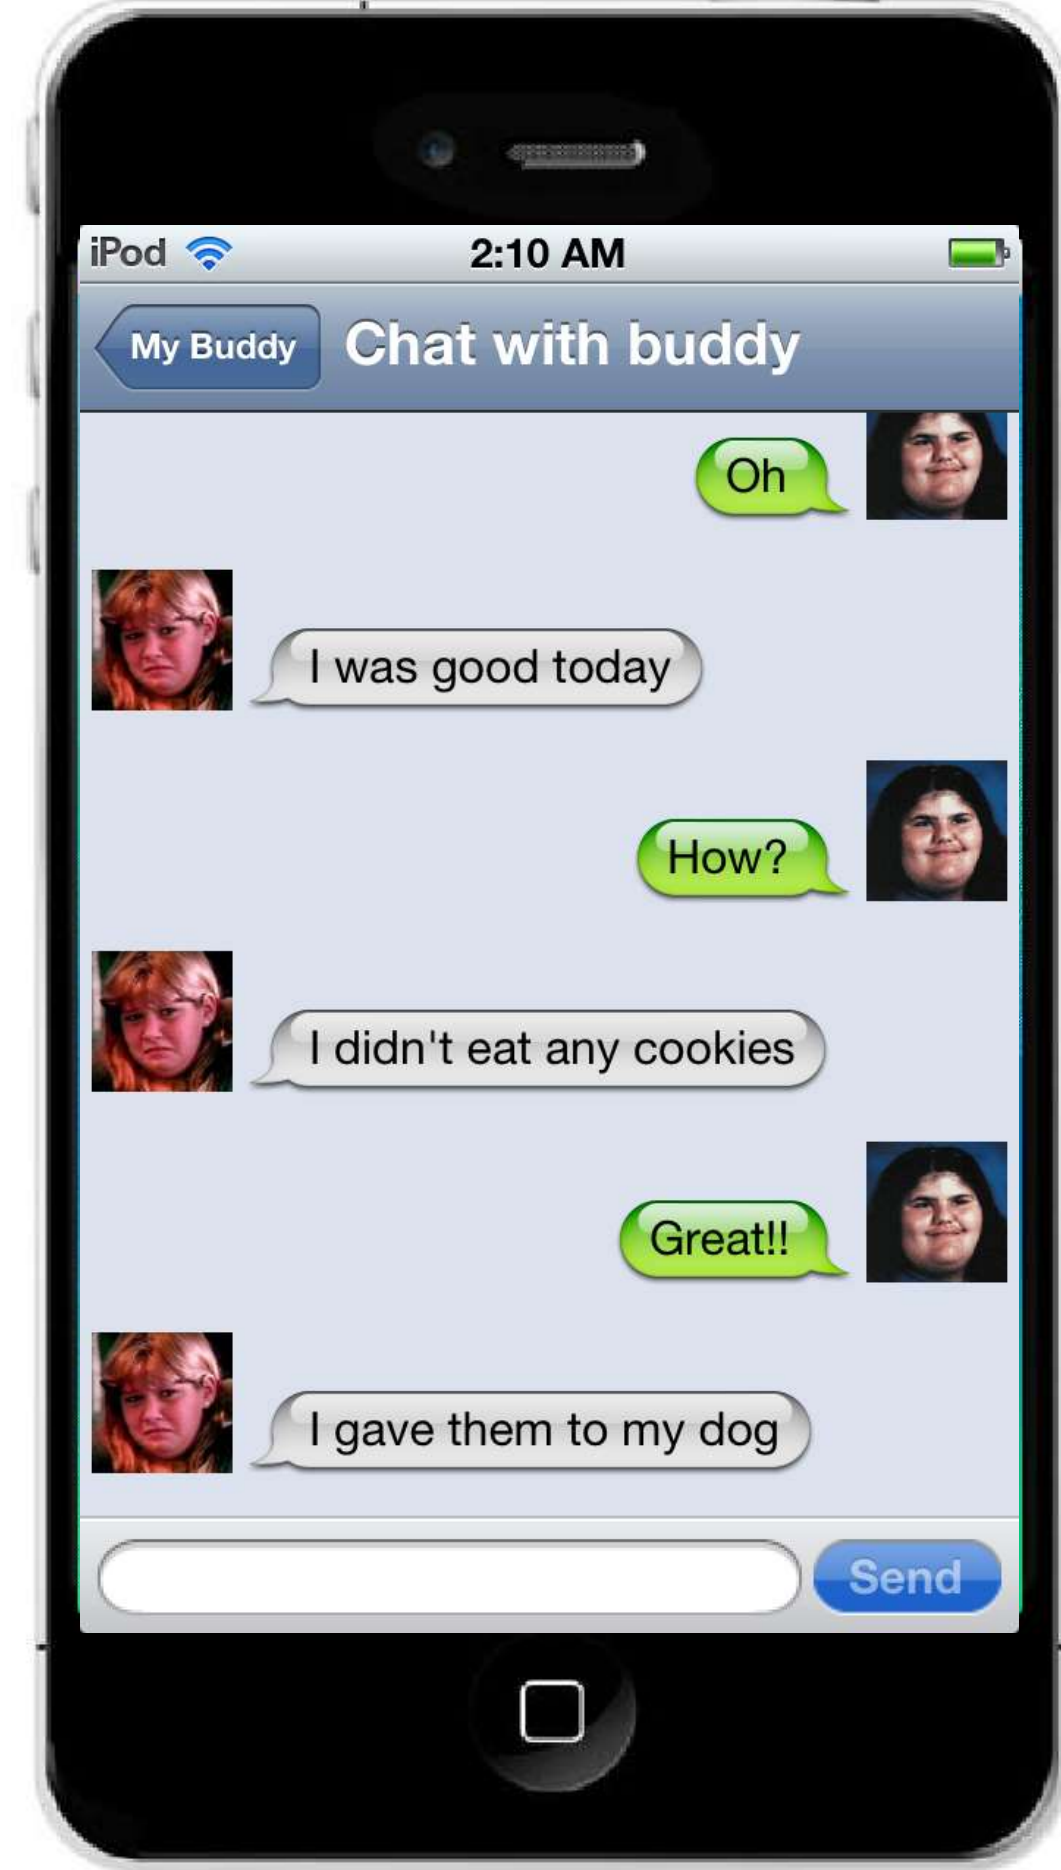 iPod 2:10 AM
My Buddy Chat with buddy
Oh
I was good today
How?
I didn't eat any cookies
Great!!
I gave them to my dog
Send